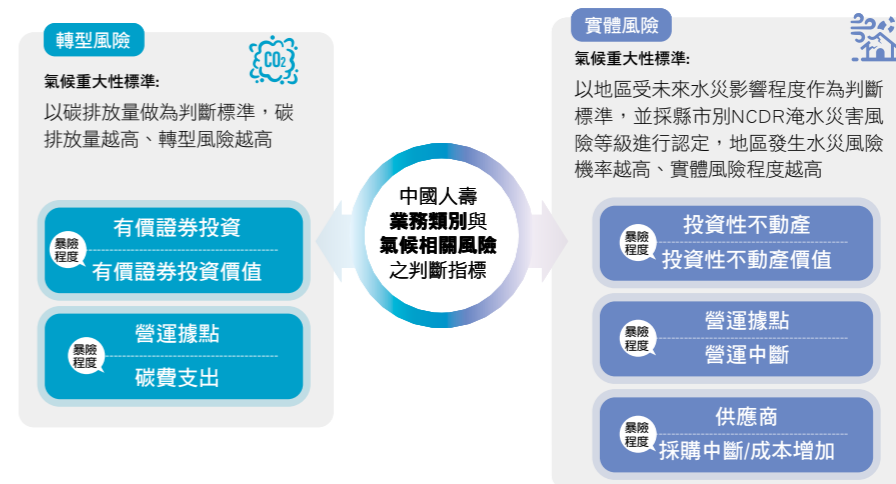 轉型風險
CO2
氣候重大性標準:
以碳排放量做為判斷標準，碳
排放量越高、轉型風險越高
暴險
程度
有價證券投資
有價證券投資價值
暴險
程度
營運據點
碳費支出
中國人壽
業務類別與
氣候相關風險
之判斷指標
實體風險
氣候重大性標準:
以地區受未來水災影響程度作為判斷
標準，並採縣市別NCDR淹水災害風
險等級進行認定，地區發生水災風險
機率越高、實體風險程度越高
暴險
程度
投資性不動產
投資性不動產價值
暴險
程度
營運據點
營運中斷
暴險
程度
供應商
採購中斷/成本增加